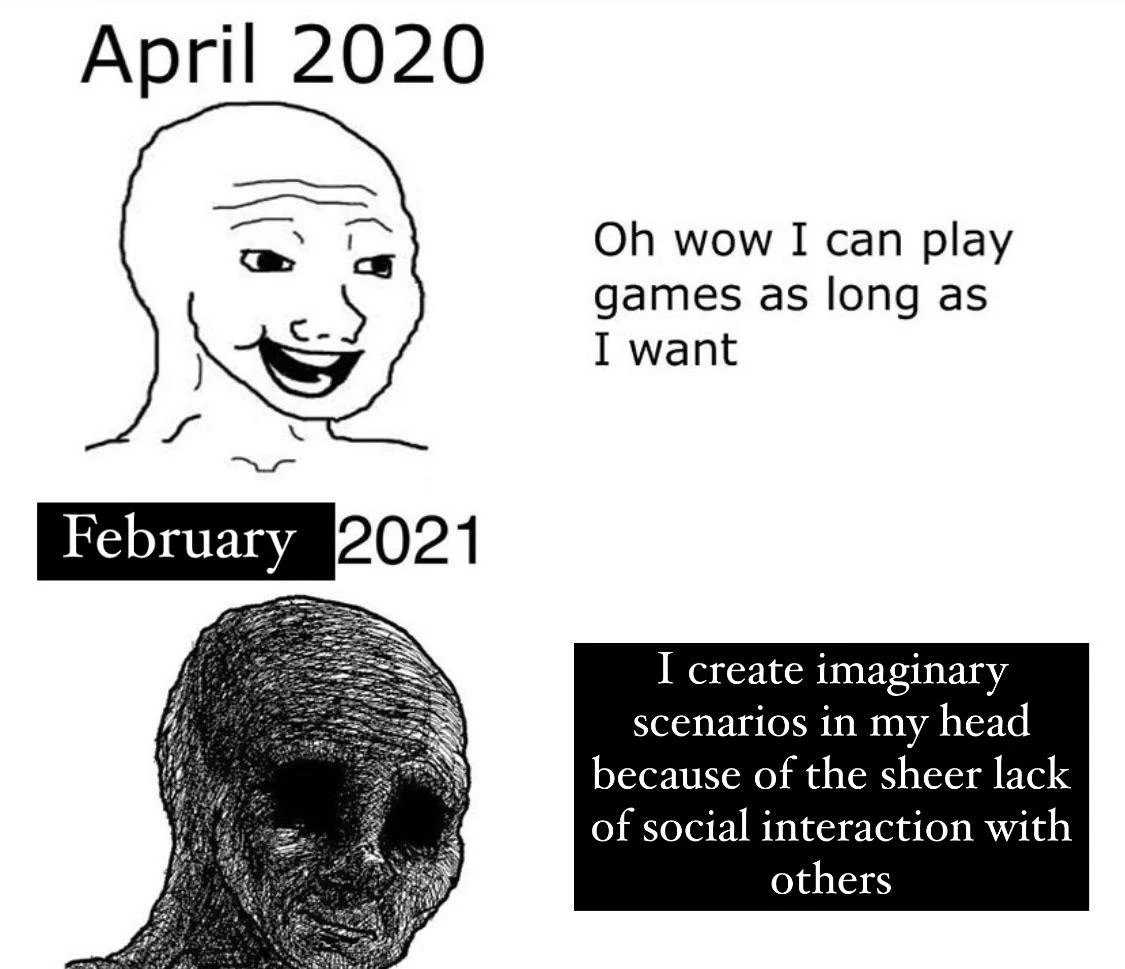 April 2020
Oh wow I can play
games as long as
I want
February 2021
I create imaginary
scenarios in my head
because of the sheer lack
of social interaction with
others